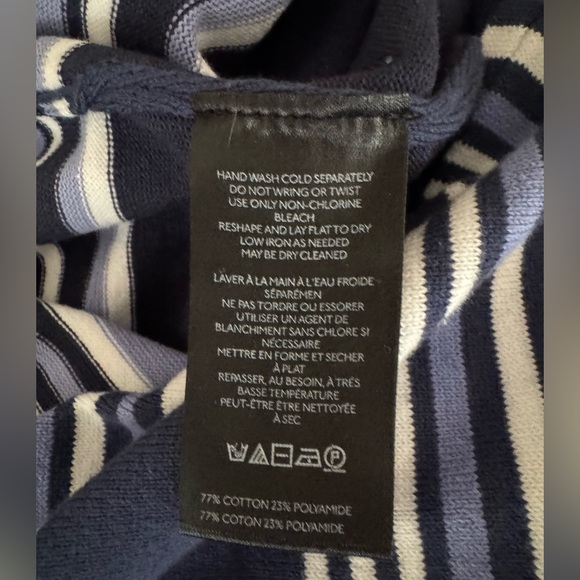 HAND WASH COLD SEPARATELY
DO NOT WRING OR TWIST
USE ONLY NON-CHLORINE
BLEACH
RESHAPE AND LAY FLAT TO DRY
LOW IRON AS NEEDED
MAY BE DRY CLEANED
LAVER À LA MAIN À L'EAU FROIDE
SÉPARÉMEN
NE PAS TORDRE OU ESSORER
UTILISER UN AGENT DE
BLANCHIMENT SANS CHLORE SI
NÉCESSAIRE
METTRE EN FORME ET SECHER
À PLAT
REPASSER, AU BESOIN, À TRÉS
BASSE TEMPÉRATURE
PEUT-ÊTRE ÊTRE NETTOYÉE
À SEC
P
77% COTTON 23% POLYAMIDE
77% COTON 23% POLYAMIDE